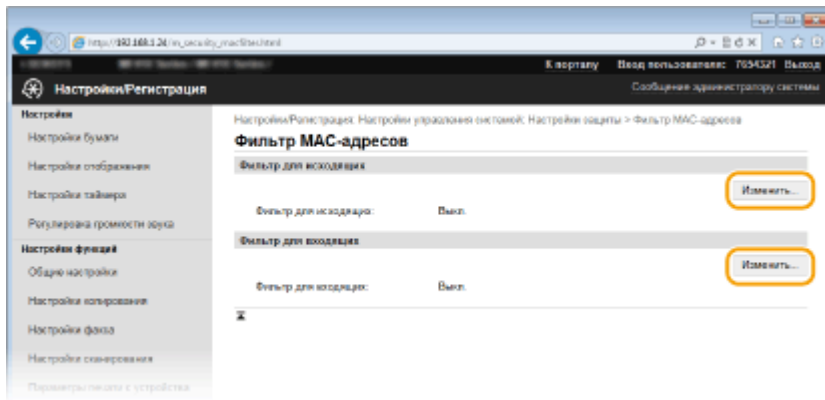 http://192.168.1.24/m_security_macfilter.html
К порталу Вход пользователя: 7654321 Выход
Настройки/Регистрация
Сообщение администратору системы
Настройки
Настройки бумаги
Настройки отображения
Настройки таймера
Регулировка громкости звука
Настройки функций
Общие настройки
Настройки копирования
Настройки факса
Настройки сканирования
Параметры печати с устройства
Настройки/Регистрация: Настройки управления системой: Настройки защиты > Фильтр MAC-адресов
Фильтр MAC-адресов
Фильтр для исходящих
Изменить...
Фильтр для исходящих: Выкл.
Фильтр для входящих
Изменить...
Фильтр для входящих: Выкл.